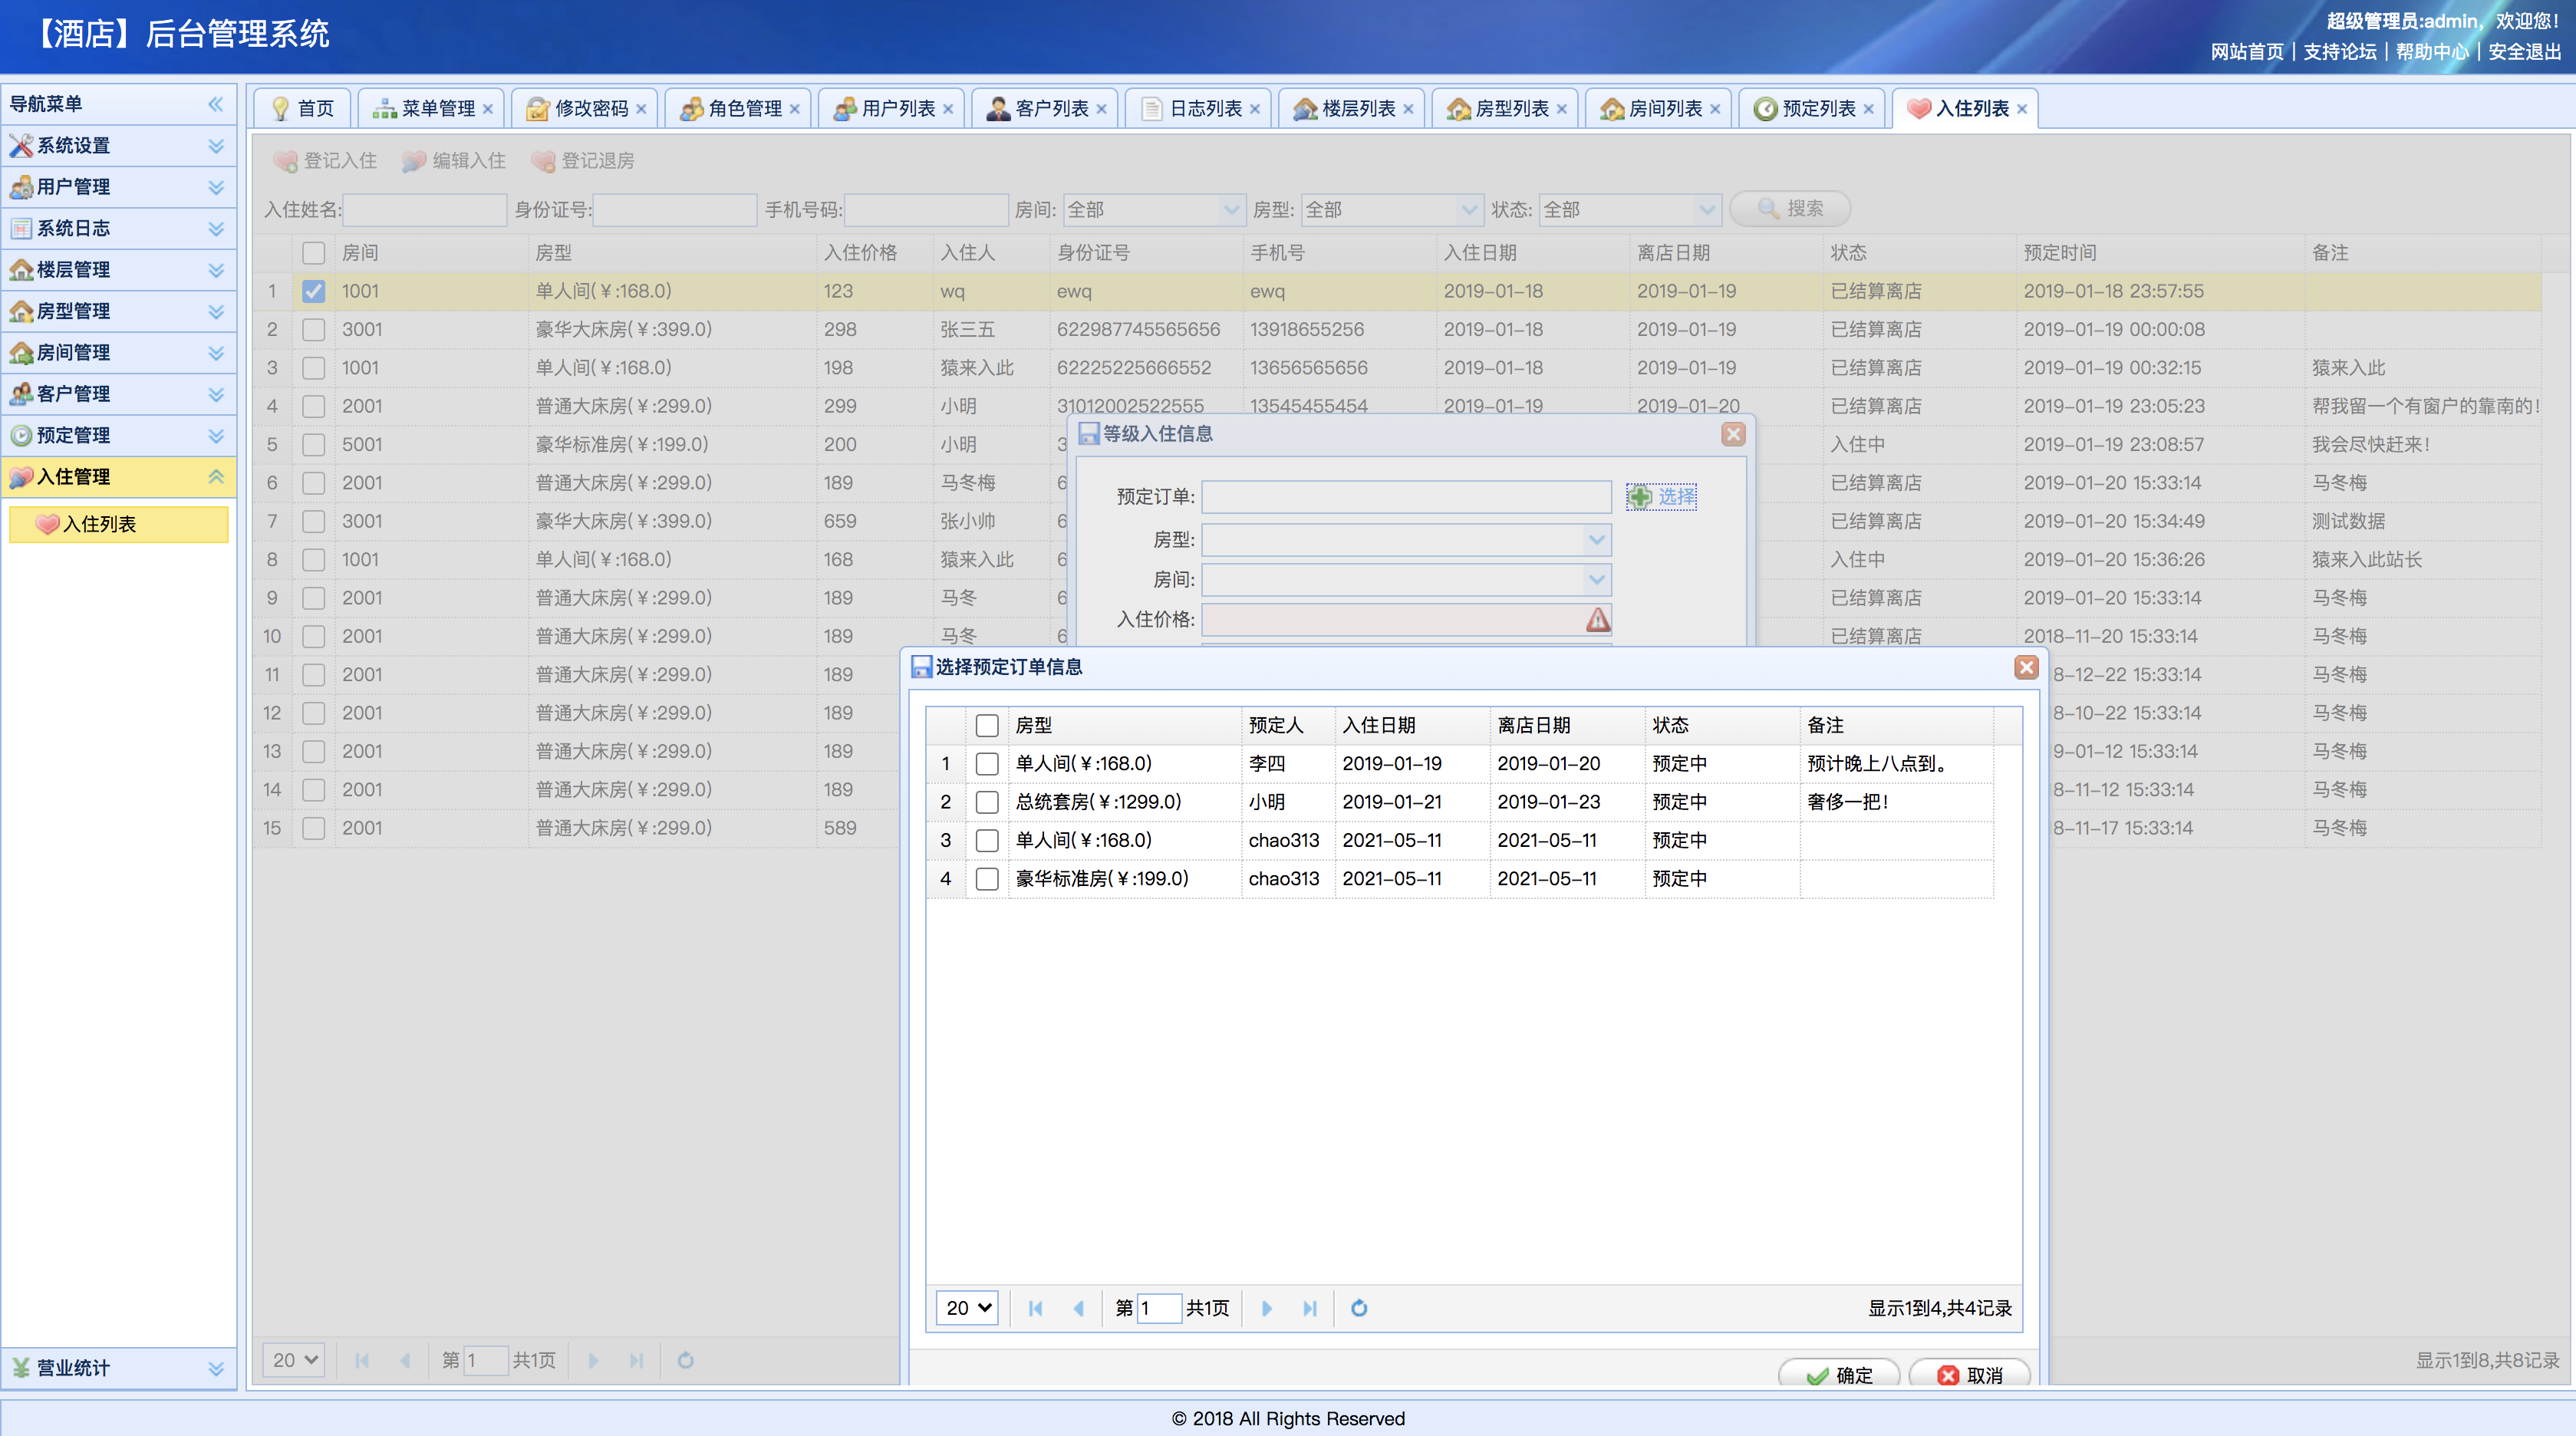 【酒店】后台管理系统
超级管理员:admin，欢迎您！
网站首页 | 支持论坛 | 帮助中心 | 安全退出
导航菜单
系统设置
用户管理
系统日志
楼层管理
房型管理
房间管理
客户管理
预定管理
入住管理
入住列表
营业统计
首页 菜单管理 修改密码 角色管理 用户列表 客户列表 日志列表 楼层列表 房型列表 房间列表 预定列表 入住列表
登记入住 编辑入住 登记退房
入住姓名: 身份证号: 手机号码: 房间: 全部 房型: 全部 状态: 全部 搜索
房间 房型 入住价格 入住人 身份证号 手机号 入住日期 离店日期 状态 预定时间 备注
1 1001 单人间(￥:168.0) 123 wq ewq ewq 2019-01-18 2019-01-19 已结算离店 2019-01-18 23:57:55
2 3001 豪华大床房(￥:399.0) 298 张三五 622987745565656 13918655256 2019-01-18 2019-01-19 已结算离店 2019-01-19 00:00:08
3 1001 单人间(￥:168.0) 198 猿来入此 62225225666552 13656565656 2019-01-18 2019-01-19 已结算离店 2019-01-19 00:32:15 猿来入此
4 2001 普通大床房(￥:299.0) 299 小明 31012002522555 13545455454 2019-01-19 2019-01-20 已结算离店 2019-01-19 23:05:23 帮我留一个有窗户的靠南的！
5 5001 豪华标准房(￥:199.0) 200 小明 3 入住中 2019-01-19 23:08:57 我会尽快赶来！
6 2001 普通大床房(￥:299.0) 189 马冬梅 6 已结算离店 2019-01-20 15:33:14 马冬梅
7 3001 豪华大床房(￥:399.0) 659 张小帅 6 已结算离店 2019-01-20 15:34:49 测试数据
8 1001 单人间(￥:168.0) 168 猿来入此 6 入住中 2019-01-20 15:36:26 猿来入此站长
9 2001 普通大床房(￥:299.0) 189 马冬 6 已结算离店 2019-01-20 15:33:14 马冬梅
10 2001 普通大床房(￥:299.0) 189 马冬 6 已结算离店 2018-11-20 15:33:14 马冬梅
11 2001 普通大床房(￥:299.0) 189 8-12-22 15:33:14 马冬梅
12 2001 普通大床房(￥:299.0) 189 8-10-22 15:33:14 马冬梅
13 2001 普通大床房(￥:299.0) 189 9-01-12 15:33:14 马冬梅
14 2001 普通大床房(￥:299.0) 189 8-11-12 15:33:14 马冬梅
15 2001 普通大床房(￥:299.0) 589 8-11-17 15:33:14 马冬梅
20 第 1 共1页 显示1到8,共8记录
等级入住信息
预定订单: 选择
房型:
房间:
入住价格:
选择预定订单信息
房型 预定人 入住日期 离店日期 状态 备注
1 单人间(￥:168.0) 李四 2019-01-19 2019-01-20 预定中 预计晚上八点到。
2 总统套房(￥:1299.0) 小明 2019-01-21 2019-01-23 预定中 奢侈一把！
3 单人间(￥:168.0) chao313 2021-05-11 2021-05-11 预定中
4 豪华标准房(￥:199.0) chao313 2021-05-11 2021-05-11 预定中
20 第 1 共1页 显示1到4,共4记录
确定 取消
© 2018 All Rights Reserved